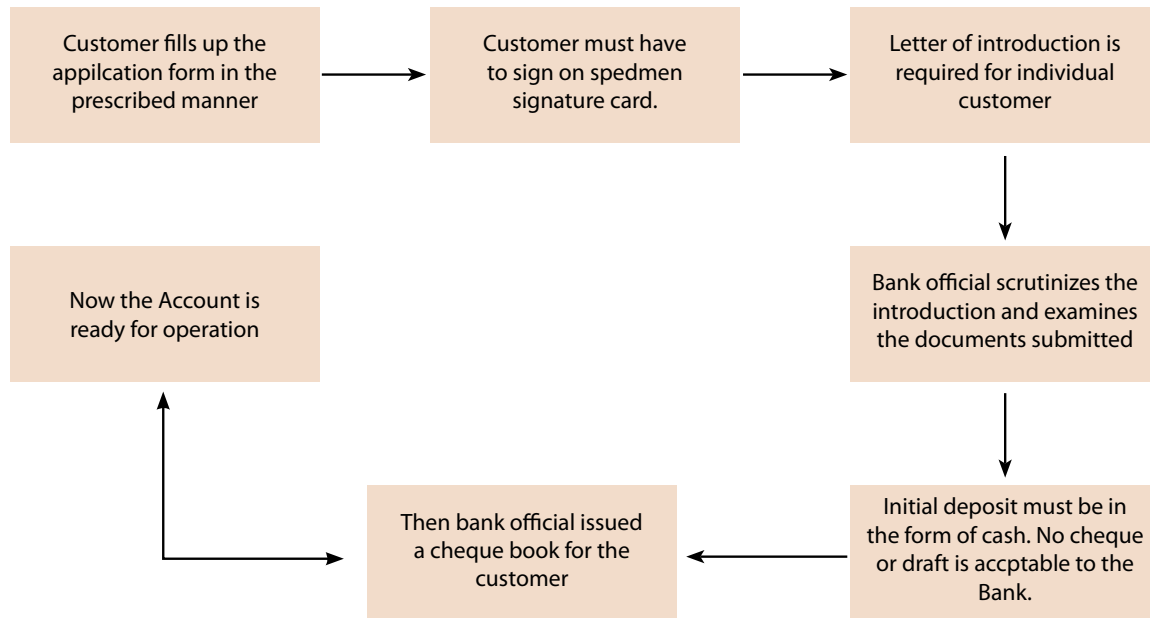 Customer fills up the
appilcation form in the
prescribed manner
Customer must have
to sign on spedmen
signature card.
Letter of introduction is
required for individual
customer
Bank official scrutinizes the
introduction and examines
the documents submitted
Initial deposit must be in
the form of cash. No cheque
or draft is accptable to the
Bank.
Then bank official issued
a cheque book for the
customer
Now the Account is
ready for operation